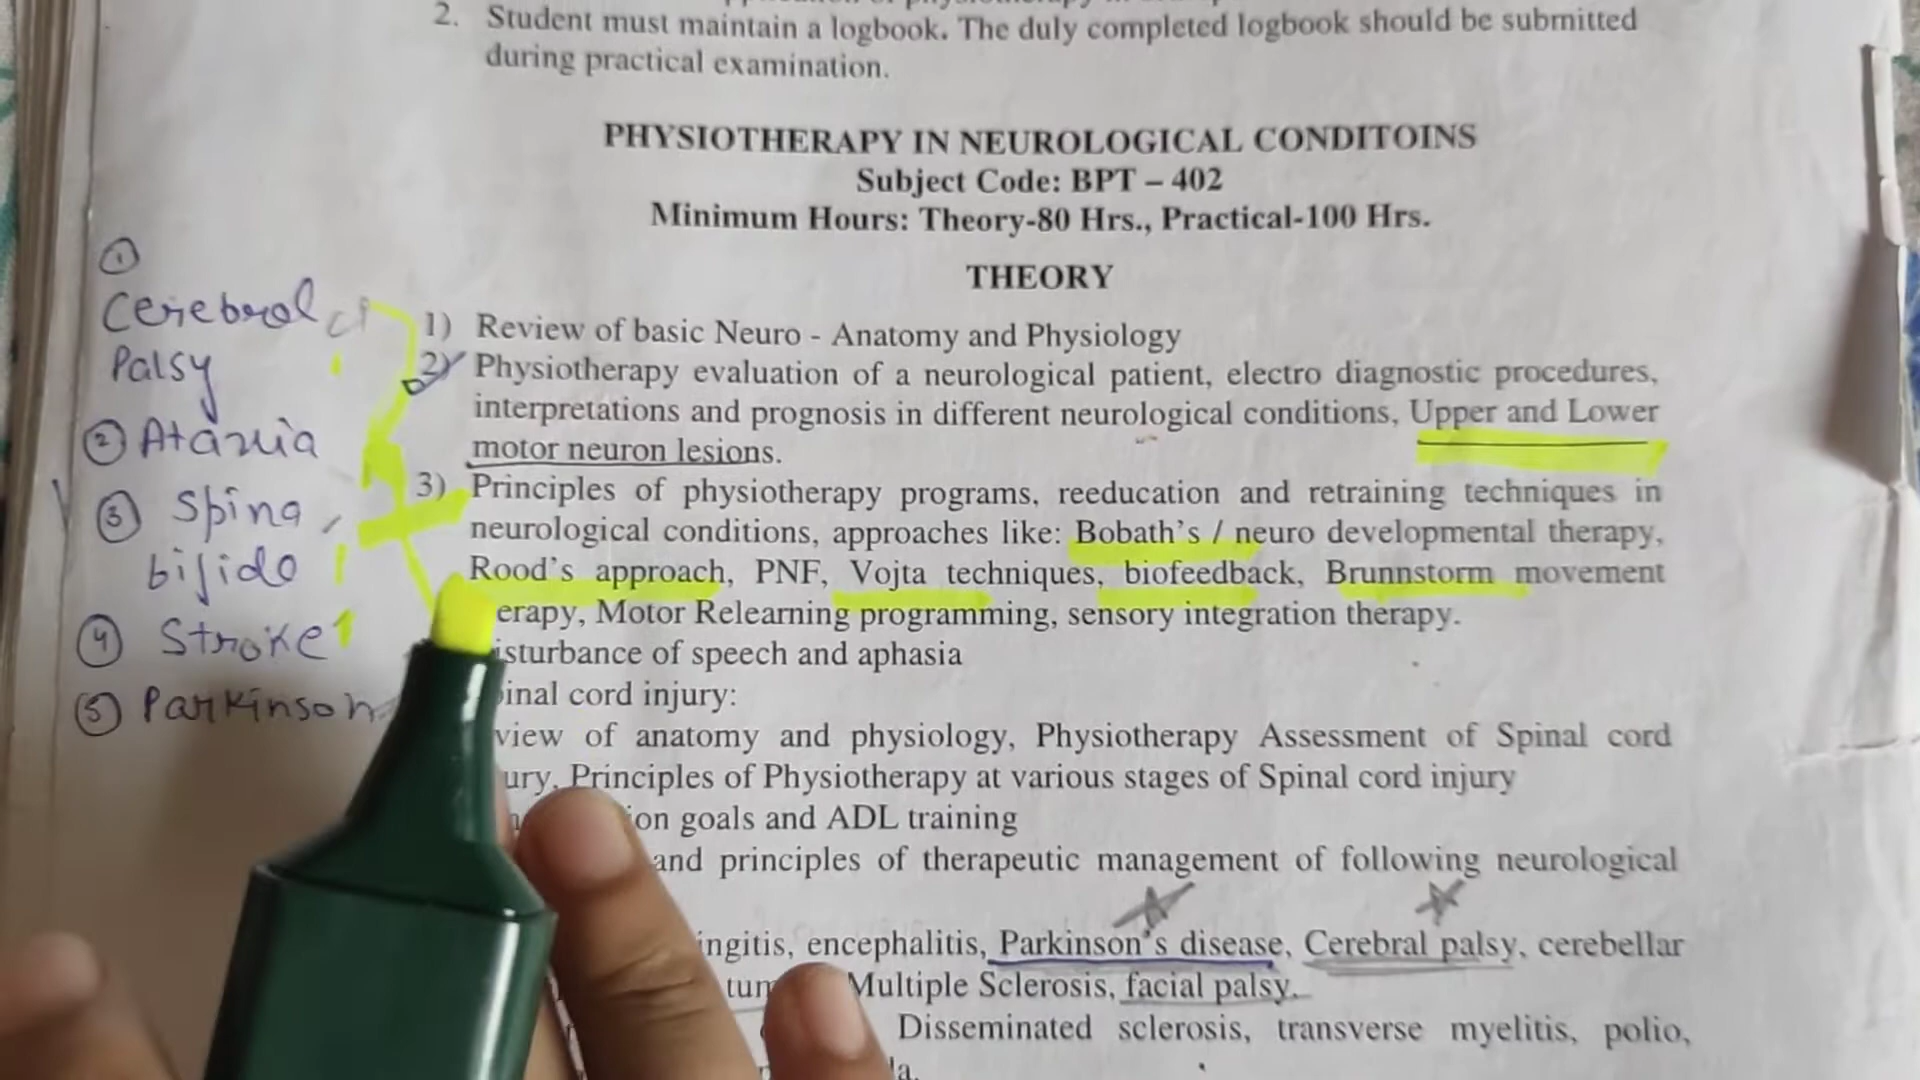 2. Student must maintain a logbook. The duly completed logbook should be submitted
during practical examination.
PHYSIOTHERAPY IN NEUROLOGICAL CONDITOINS
Subject Code: BPT – 402
Minimum Hours: Theory-80 Hrs., Practical-100 Hrs.
THEORY
1) Review of basic Neuro - Anatomy and Physiology
2) Physiotherapy evaluation of a neurological patient, electro diagnostic procedures,
interpretations and prognosis in different neurological conditions, Upper and Lower
motor neuron lesions.
3) Principles of physiotherapy programs, reeducation and retraining techniques in
neurological conditions, approaches like: Bobath's / neuro developmental therapy,
Rood's approach, PNF, Vojta techniques, biofeedback, Brunnstorm movement
erapy, Motor Relearning programming, sensory integration therapy.
isturbance of speech and aphasia
inal cord injury:
view of anatomy and physiology, Physiotherapy Assessment of Spinal cord
ury, Principles of Physiotherapy at various stages of Spinal cord injury
on goals and ADL training
and principles of therapeutic management of following neurological
ingitis, encephalitis, Parkinson's disease, Cerebral palsy, cerebellar
tum Multiple Sclerosis, facial palsy.
Disseminated sclerosis, transverse myelitis, polio,
la.
①
Cerebral
Palsy
② Ataxia
③ Spina
bifida
④ Stroke
⑤ Parkinson